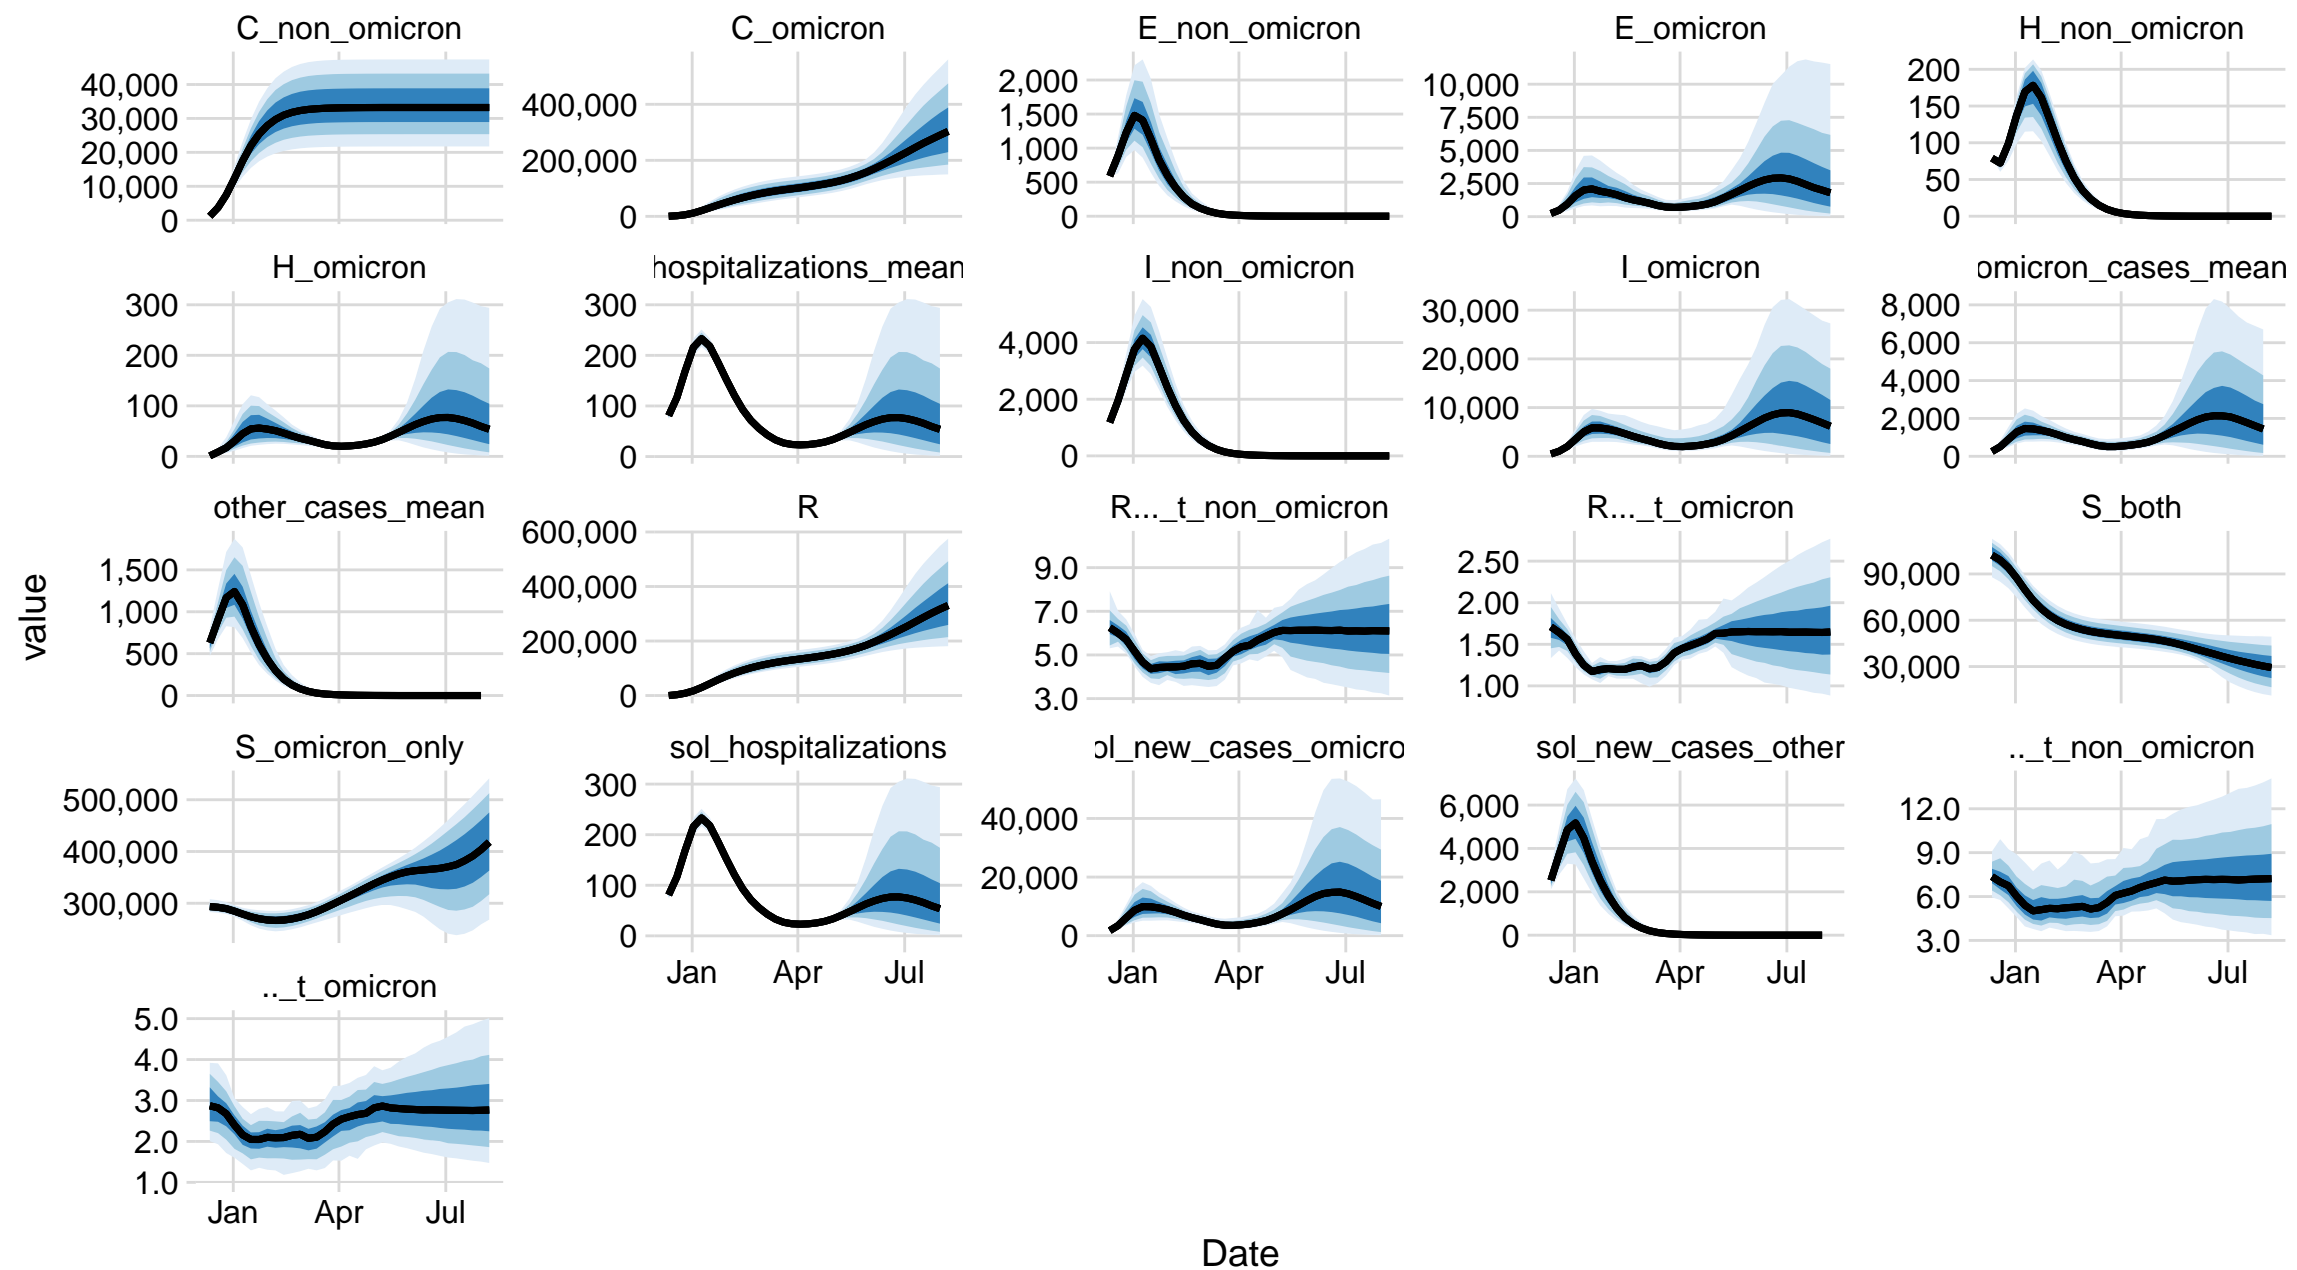 C_non_omicron C_omicron E_non_omicron E_omicron H_non_omicron
40,000 30,000 20,000 10,000 0
400,000 200,000 0
2,000 1,500 1,000 500 0
10,000 7,500 5,000 2,500 0
200 150 100 50 0
H_omicron hospitalizations_mean I_non_omicron I_omicron omicron_cases_mean
300 200 100 0
300 200 100 0
4,000 2,000 0
30,000 20,000 10,000 0
8,000 6,000 4,000 2,000 0
other_cases_mean R R..._t_non_omicron R..._t_omicron S_both
1,500 1,000 500 0
600,000 400,000 200,000 0
9.0 7.0 5.0 3.0
2.50 2.00 1.50 1.00
90,000 60,000 30,000
S_omicron_only sol_hospitalizations ol_new_cases_omicro sol_new_cases_other .._t_non_omicron
500,000 400,000 300,000
300 200 100 0
40,000 20,000 0
6,000 4,000 2,000 0
12.0 9.0 6.0 3.0
Jan Apr Jul
Jan Apr Jul
Jan Apr Jul
Jan Apr Jul
.._t_omicron
5.0 4.0 3.0 2.0 1.0
Jan Apr Jul
value
Date